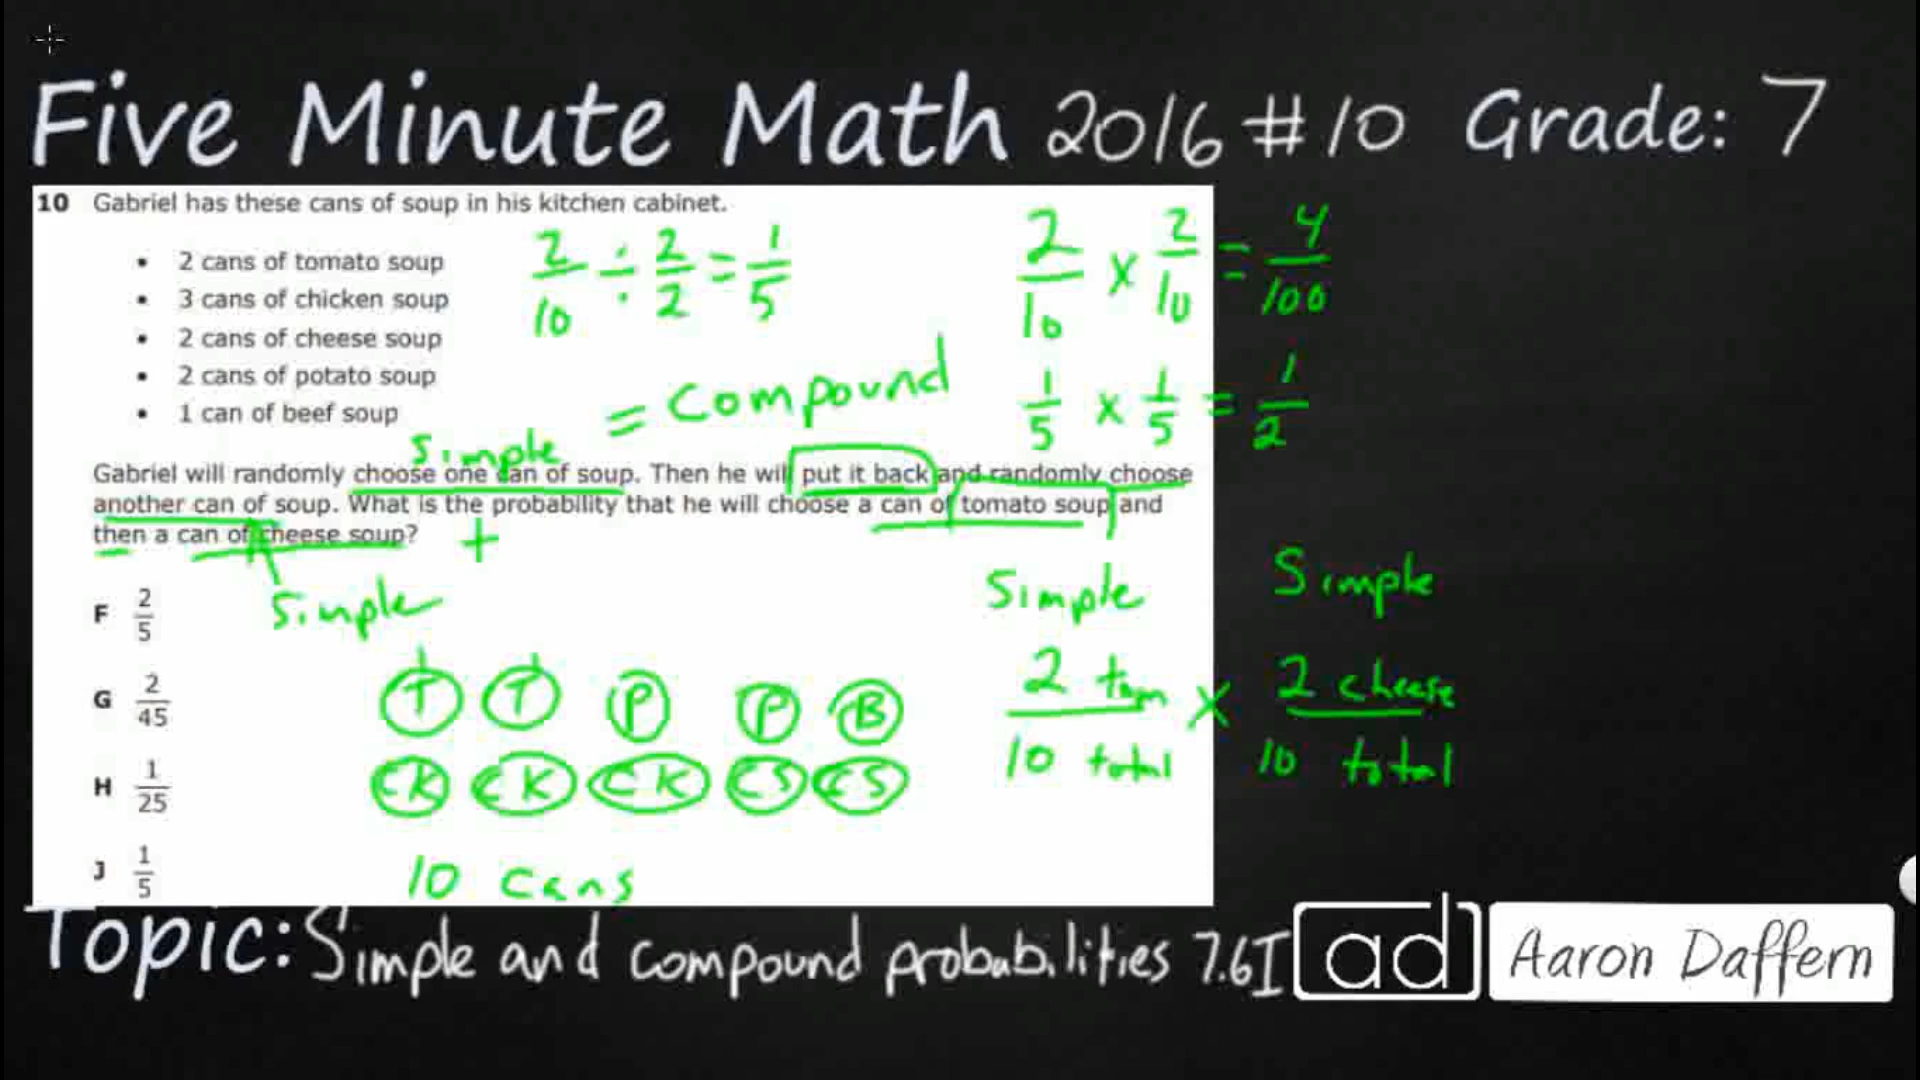 Five Minute Math 2016 #10 Grade: 7
10 Gabriel has these cans of soup in his kitchen cabinet.
• 2 cans of tomato soup
• 3 cans of chicken soup
• 2 cans of cheese soup
• 2 cans of potato soup
• 1 can of beef soup
2/10 ÷ 2/2 = 1/5
2/10 x 2/10 = 4/100
= compound
1/5 x 1/5 = 1/2
Simple
Gabriel will randomly choose one can of soup. Then he will put it back and randomly choose
another can of soup. What is the probability that he will choose a can of tomato soup and
then a can of cheese soup?
+
Simple
Simple
Simple
F 2/5
G 2/45
H 1/25
J 1/5
T T P P B
CK CK CK CS CS
10 cans
2 tom / 10 total x 2 cheese / 10 total
Topic: Simple and compound probabilities 7.6I
ad
Aaron Daffern